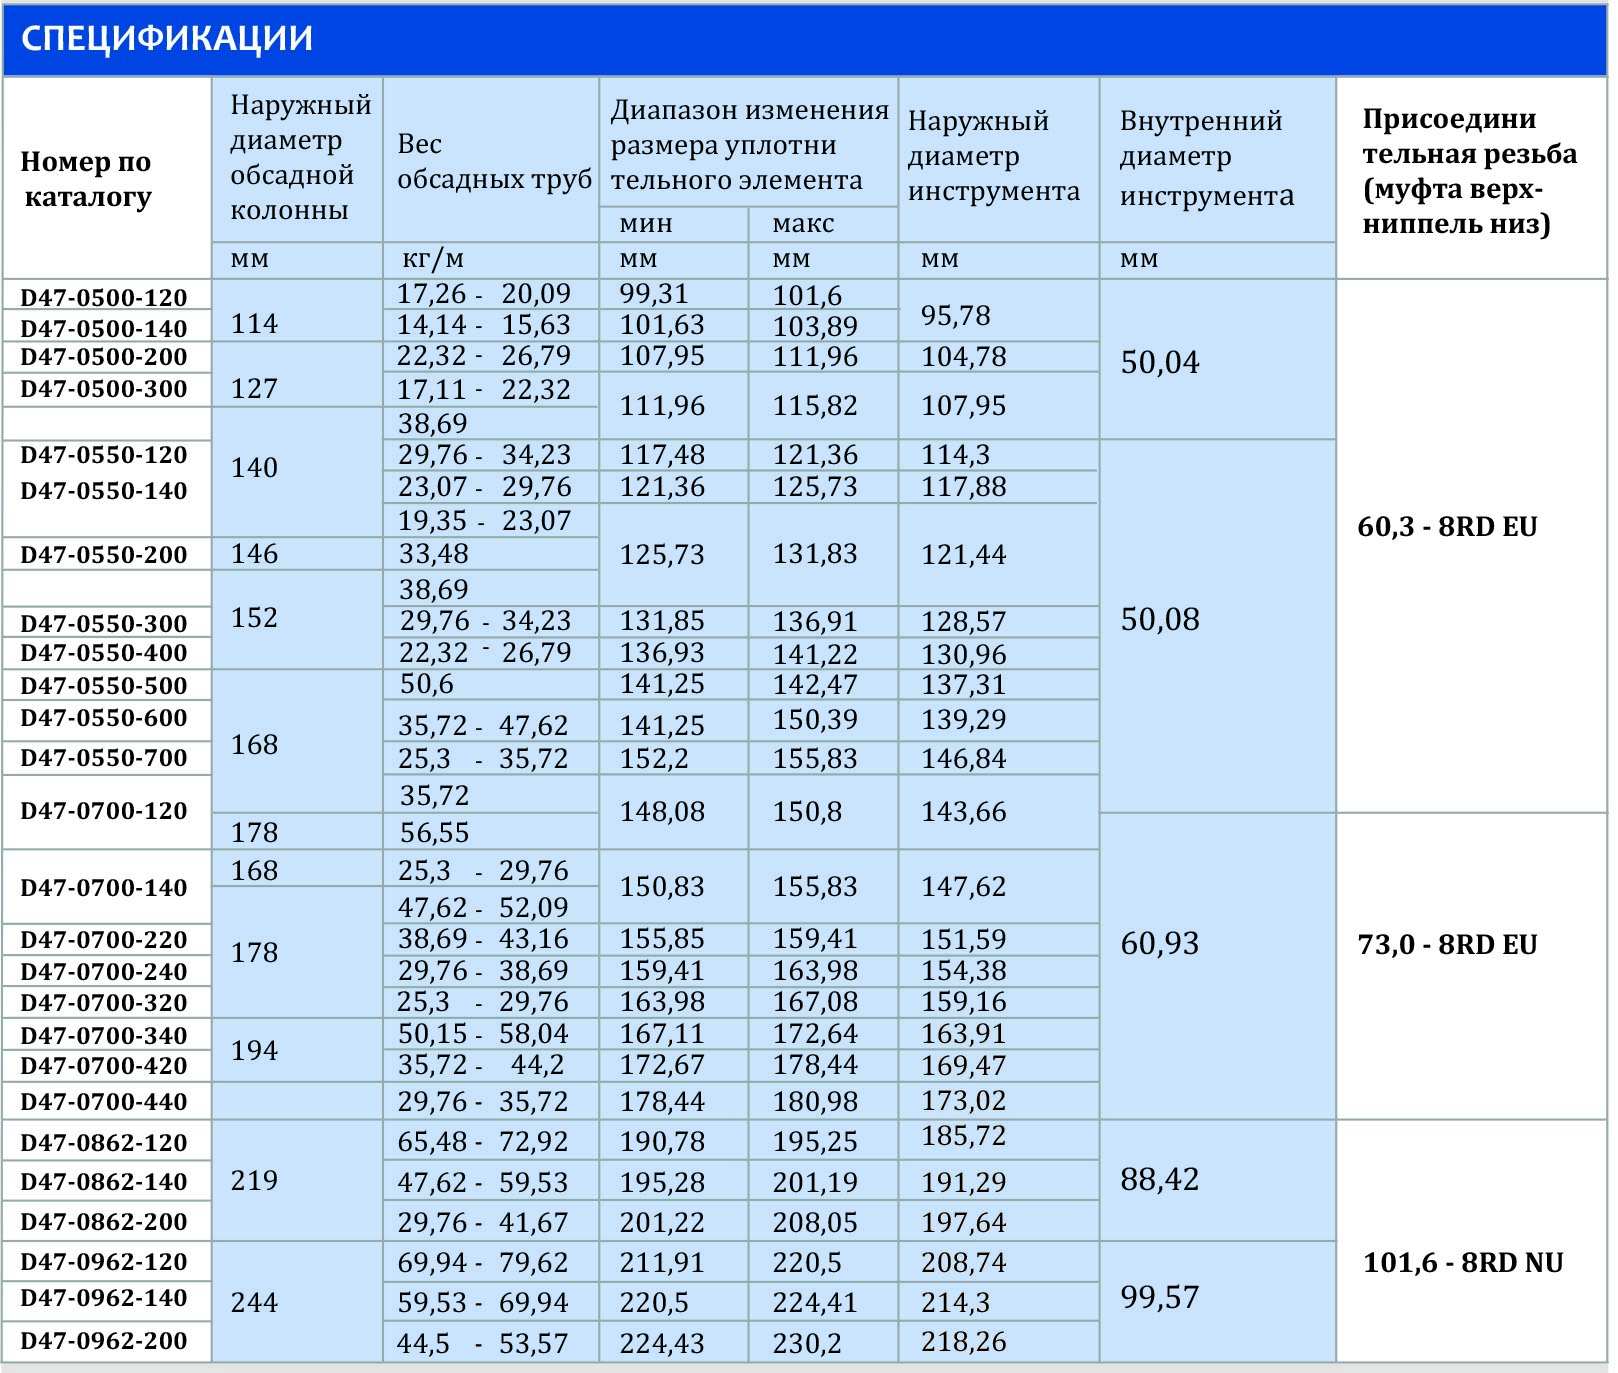 СПЕЦИФИКАЦИИ
Номер по
каталогу
Наружный
диаметр
обсадной
колонны
Вес
обсадных труб
Диапазон изменения
размера уплотни
тельного элемента
Наружный
диаметр
инструмента
Внутренний
диаметр
инструмента
Присоедини
тельная резьба
(муфта верх-
ниппель низ)
мин макс
мм кг/м мм мм мм мм
D47-0500-120 114 17,26 - 20,09 99,31 101,6 95,78 50,04 60,3 - 8RD EU
D47-0500-140 14,14 - 15,63 101,63 103,89
D47-0500-200 127 22,32 - 26,79 107,95 111,96 104,78
D47-0500-300 17,11 - 22,32 111,96 115,82 107,95
140 38,69
D47-0550-120 29,76 - 34,23 117,48 121,36 114,3 50,08
D47-0550-140 23,07 - 29,76 121,36 125,73 117,88
19,35 - 23,07
D47-0550-200 146 33,48 125,73 131,83 121,44
152 38,69
D47-0550-300 29,76 - 34,23 131,85 136,91 128,57
D47-0550-400 22,32 - 26,79 136,93 141,22 130,96
D47-0550-500 168 50,6 141,25 142,47 137,31
D47-0550-600 35,72 - 47,62 141,25 150,39 139,29
D47-0550-700 25,3 - 35,72 152,2 155,83 146,84
D47-0700-120 35,72 148,08 150,8 143,66
178 56,55 60,93 73,0 - 8RD EU
D47-0700-140 168 25,3 - 29,76 150,83 155,83 147,62
178 47,62 - 52,09
D47-0700-220 38,69 - 43,16 155,85 159,41 151,59
D47-0700-240 29,76 - 38,69 159,41 163,98 154,38
D47-0700-320 25,3 - 29,76 163,98 167,08 159,16
D47-0700-340 194 50,15 - 58,04 167,11 172,64 163,91
D47-0700-420 35,72 - 44,2 172,67 178,44 169,47
D47-0700-440 29,76 - 35,72 178,44 180,98 173,02
D47-0862-120 219 65,48 - 72,92 190,78 195,25 185,72 88,42 101,6 - 8RD NU
D47-0862-140 47,62 - 59,53 195,28 201,19 191,29
D47-0862-200 29,76 - 41,67 201,22 208,05 197,64
D47-0962-120 244 69,94 - 79,62 211,91 220,5 208,74 99,57
D47-0962-140 59,53 - 69,94 220,5 224,41 214,3
D47-0962-200 44,5 - 53,57 224,43 230,2 218,26